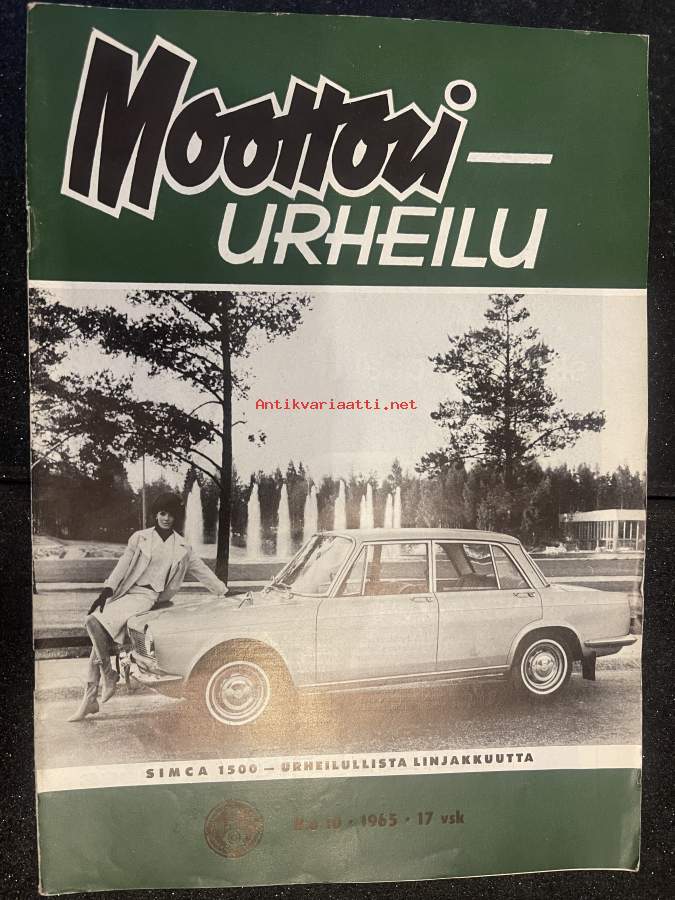 Moottori-
URHEILU
Antikvariaatti.net
SIMCA 1500 — URHEILULLISTA LINJAKKUUTTA
N:o 10 • 1965 • 17 vsk